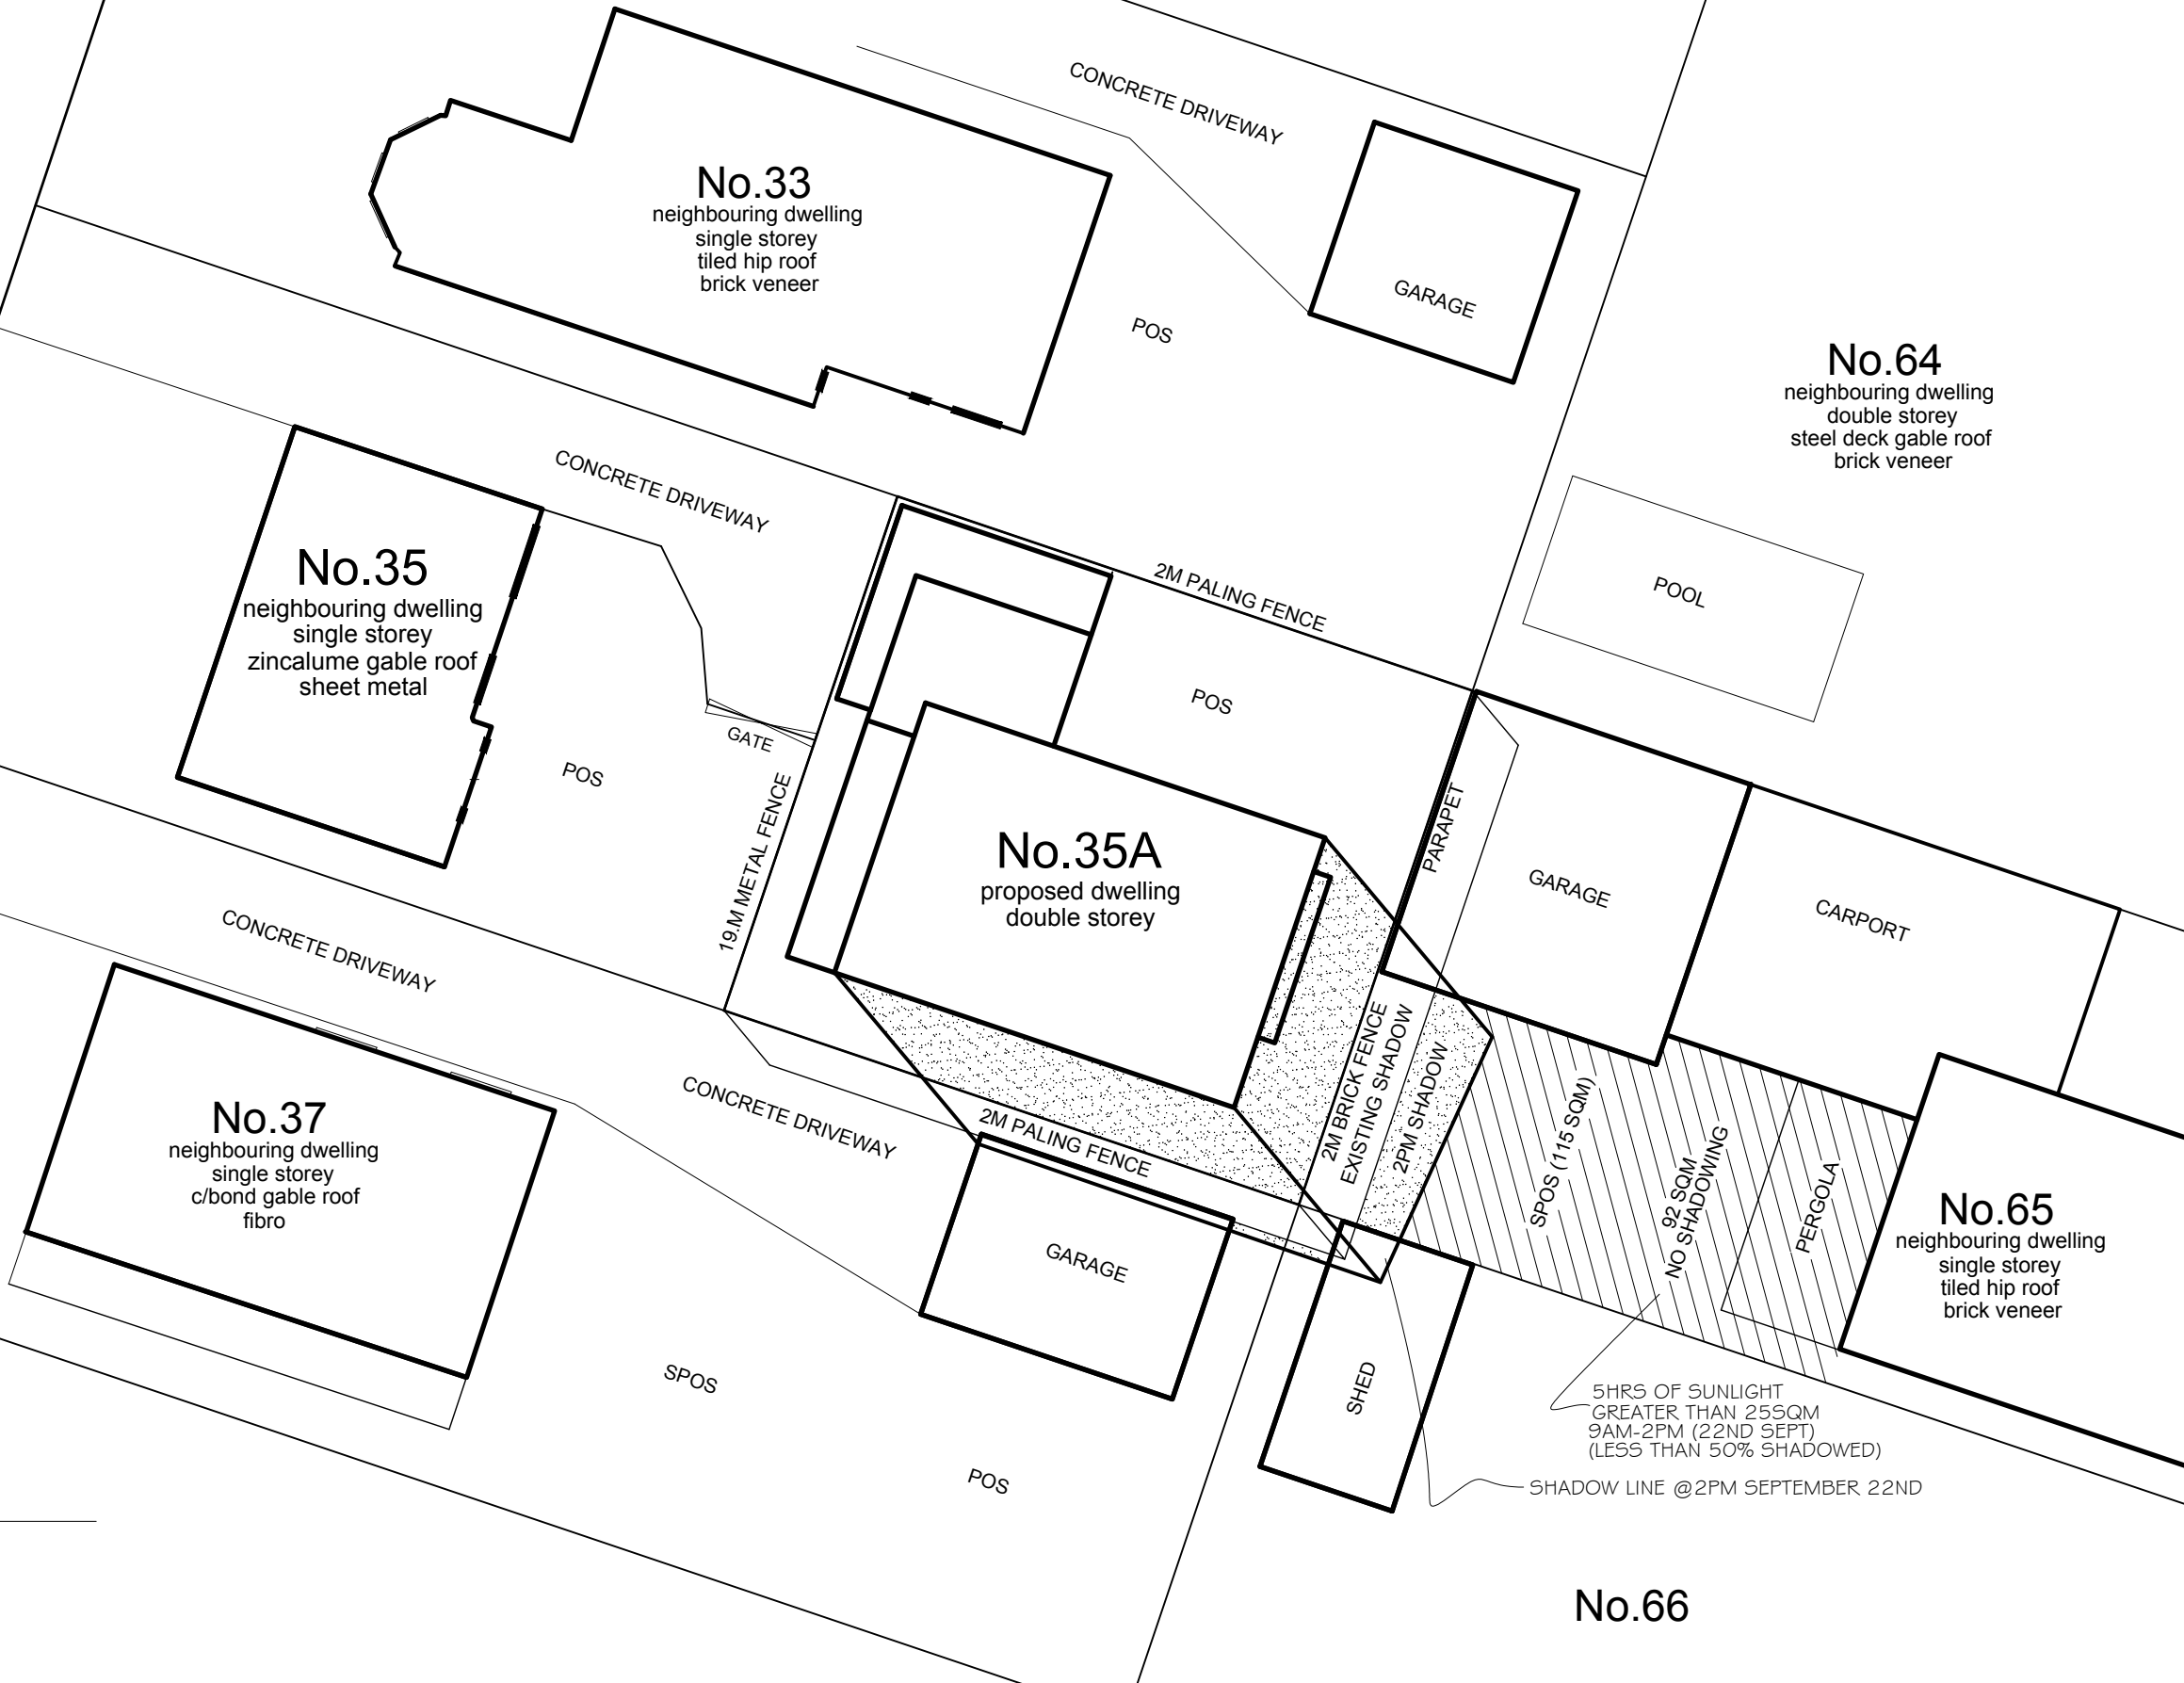 CONCRETE DRIVEWAY
No.33
neighbouring dwelling
single storey
tiled hip roof
brick veneer
GARAGE
POS
No.64
neighbouring dwelling
double storey
steel deck gable roof
brick veneer
CONCRETE DRIVEWAY
No.35
neighbouring dwelling
single storey
zincalume gable roof
sheet metal
2M PALING FENCE
POOL
POS
GATE
POS
19.M METAL FENCE
No.35A
proposed dwelling
double storey
PARAPET
GARAGE
CARPORT
CONCRETE DRIVEWAY
No.37
neighbouring dwelling
single storey
c/bond gable roof
fibro
CONCRETE DRIVEWAY
2M PALING FENCE
2M BRICK FENCE
EXISTING SHADOW
2PM SHADOW
SPOS (115 SQM)
92 SQM
NO SHADOWING
PERGOLA
No.65
neighbouring dwelling
single storey
tiled hip roof
brick veneer
GARAGE
SPOS
SHED
POS
5HRS OF SUNLIGHT
GREATER THAN 25SQM
9AM-2PM (22ND SEPT)
(LESS THAN 50% SHADOWED)
SHADOW LINE @2PM SEPTEMBER 22ND
No.66